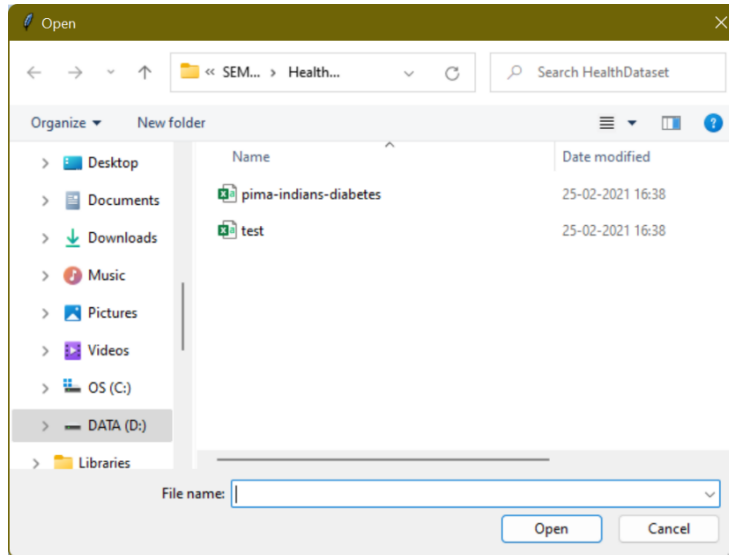 Open
« SEM... > Health...
Search HealthDataset
Organize
New folder
Name
Date modified
Desktop
Documents
Downloads
Music
Pictures
Videos
OS (C:)
DATA (D:)
Libraries
pima-indians-diabetes 25-02-2021 16:38
test 25-02-2021 16:38
File name:
Open
Cancel